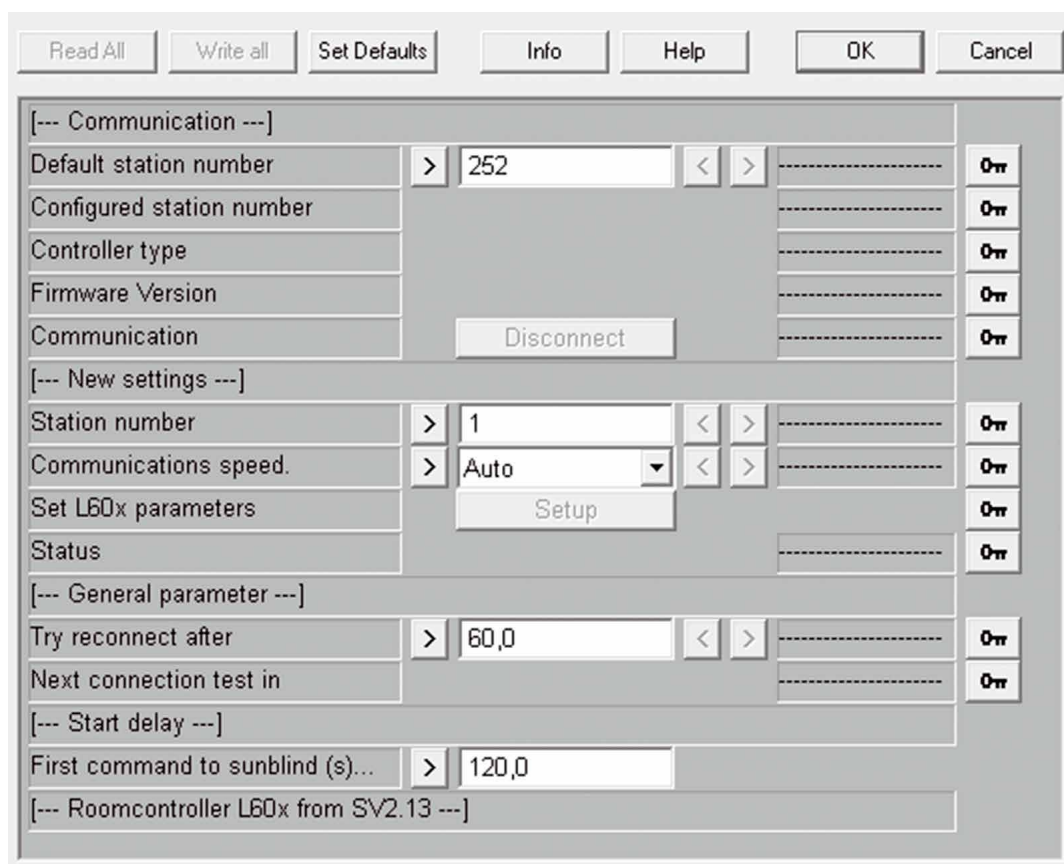 Read All Write all Set Defaults Info Help OK Cancel
[--- Communication ---]
Default station number > 252 < > --------------------
Configured station number --------------------
Controller type --------------------
Firmware Version --------------------
Communication Disconnect --------------------
[--- New settings ---]
Station number > 1 < > --------------------
Communications speed. > Auto < > --------------------
Set L60x parameters Setup
Status --------------------
[--- General parameter ---]
Try reconnect after > 60,0 < > --------------------
Next connection test in --------------------
[--- Start delay ---]
First command to sunblind (s)... > 120,0
[--- Roomcontroller L60x from SV2.13 ---]